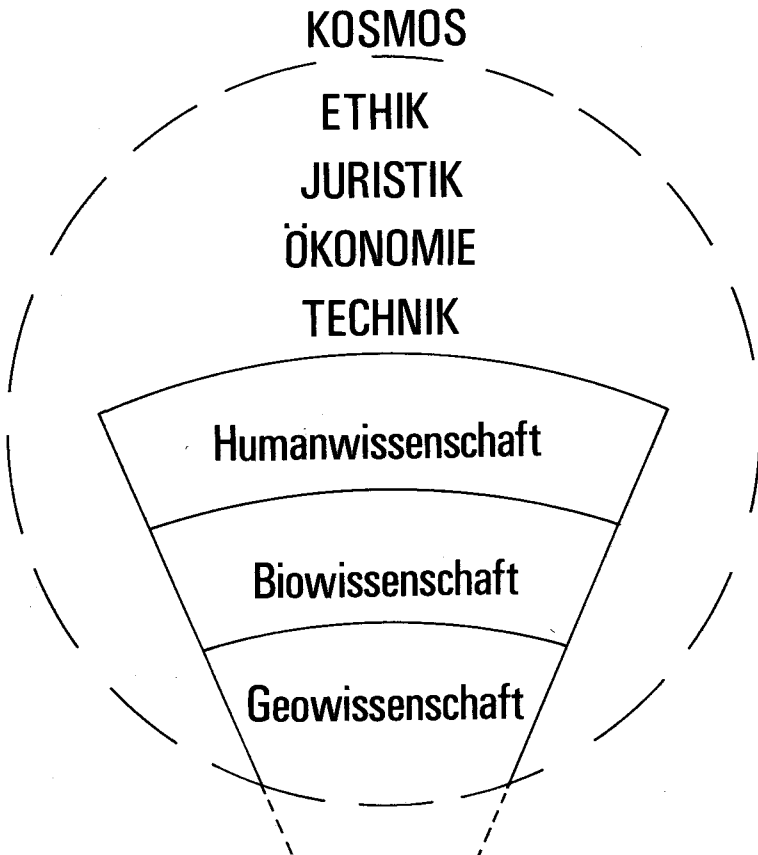 KOSMOS
ETHIK
JURISTIK
ÖKONOMIE
TECHNIK
Humanwissenschaft
Biowissenschaft
Geowissenschaft